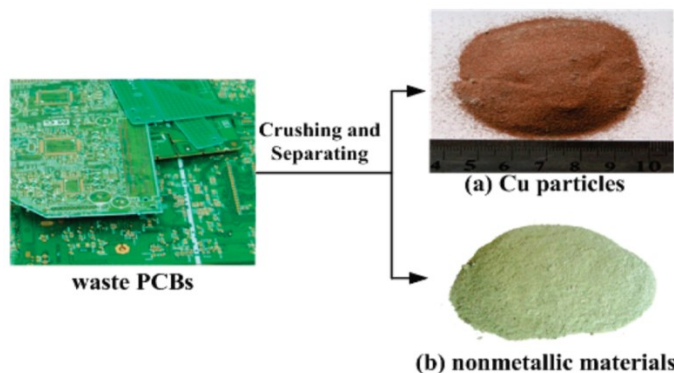 waste PCBs
Crushing and
Separating
4 5 6 7 8 9 10
(a) Cu particles
(b) nonmetallic materials